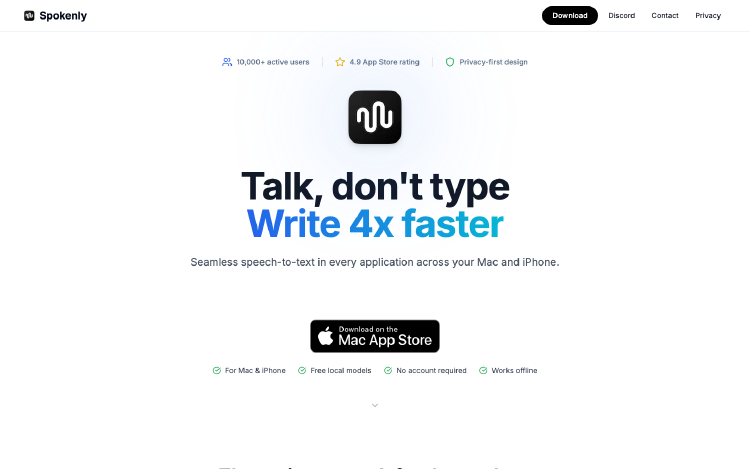 Spokenly
Download
Discord
Contact
Privacy
10,000+ active users
4.9 App Store rating
Privacy-first design
Talk, don't type
Write 4x faster
Seamless speech-to-text in every application across your Mac and iPhone.
Download on the
Mac App Store
For Mac & iPhone
Free local models
No account required
Works offline